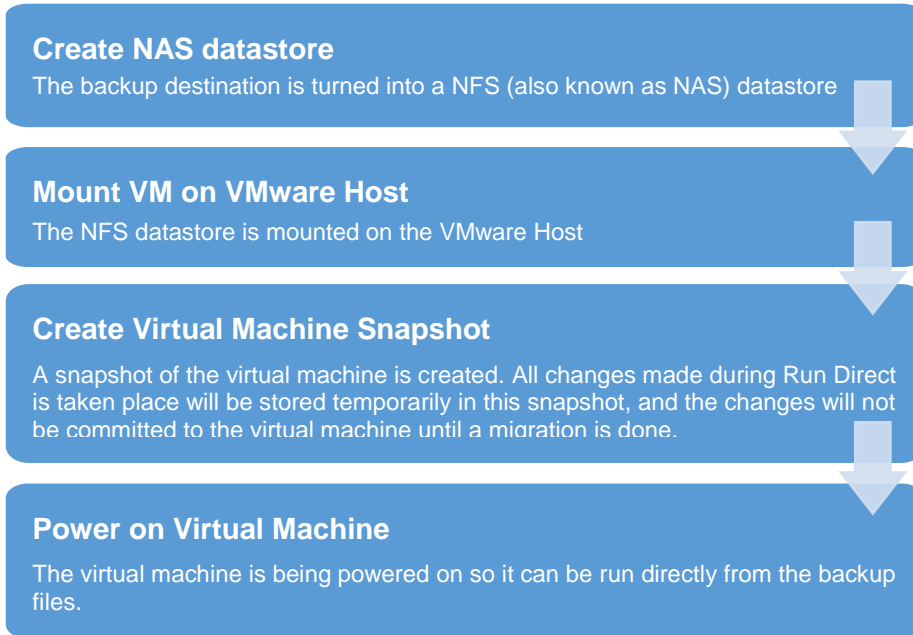 Create NAS datastore
The backup destination is turned into a NFS (also known as NAS) datastore
Mount VM on VMware Host
The NFS datastore is mounted on the VMware Host
Create Virtual Machine Snapshot
A snapshot of the virtual machine is created. All changes made during Run Direct
is taken place will be stored temporarily in this snapshot, and the changes will not
be committed to the virtual machine until a migration is done.
Power on Virtual Machine
The virtual machine is being powered on so it can be run directly from the backup
files.